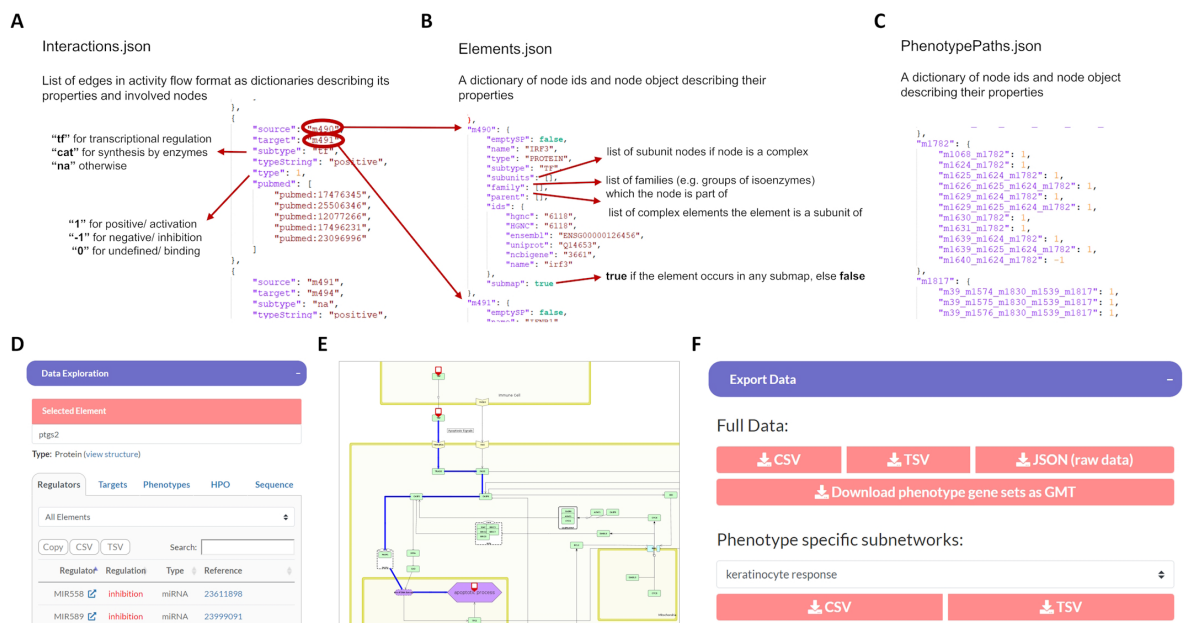 A
Interactions.json
List of edges in activity flow format as dictionaries describing its
properties and involved nodes
"tf" for transcriptional regulation
"cat" for synthesis by enzymes
"na" otherwise
"1" for positive/ activation
"-1" for negative/ inhibition
"0" for undefined/ binding
},
{
"source": "m490"
"target": "m491"
"subtype": "tf"
"typeString": "positive",
"type": 1,
"pubmed": [
"pubmed:17476345",
"pubmed:25506346",
"pubmed:12077266",
"pubmed:17496231",
"pubmed:23096996"
]
},
{
"source": "m491",
"target": "m494",
"subtype": "na",
"typeString": "positive",
B
Elements.json
A dictionary of node ids and node object describing their
properties
},
"m490": {
"emptySP": false,
"name": "IRF3",
"type": "PROTEIN",
"subtype": "TF",
"subunits": [],
"family": [],
"parent": [],
"ids": {
"hgnc": "6118",
"HGNC": "6118",
"ensembl": "ENSG00000126456",
"uniprot": "Q14653",
"ncbigene": "3661",
"name": "irf3"
},
"submap": true
},
"m491": {
"emptySP": false,
list of subunit nodes if node is a complex
list of families (e.g. groups of isoenzymes)
which the node is part of
list of complex elements the element is a subunit of
true if the element occurs in any submap, else false
C
PhenotypePaths.json
A dictionary of node ids and node object
describing their properties
},
"m1782": {
"m1068_m1782": 1,
"m1624_m1782": 1,
"m1625_m1624_m1782": 1,
"m1626_m1625_m1624_m1782": 1,
"m1629_m1624_m1782": 1,
"m1629_m1625_m1624_m1782": 1,
"m1630_m1782": 1,
"m1631_m1782": 1,
"m1639_m1624_m1782": 1,
"m1639_m1625_m1624_m1782": 1,
"m1640_m1624_m1782": -1
},
"m1817": {
"m39_m1574_m1830_m1539_m1817": 1,
"m39_m1575_m1830_m1539_m1817": 1,
"m39_m1576_m1830_m1539_m1817": 1,
D
Data Exploration
Selected Element
ptgs2
Type: Protein (view structure)
Regulators Targets Phenotypes HPO Sequence
All Elements
Copy CSV TSV Search:
Regulator Regulation Type Reference
MIR558 inhibition miRNA 23611898
MIR589 inhibition miRNA 23999091
E
Immune Cell
apoptotic process
Mitochondria
F
Export Data
–
Full Data:
CSV TSV JSON (raw data)
Download phenotype gene sets as GMT
Phenotype specific subnetworks:
keratinocyte response
CSV TSV